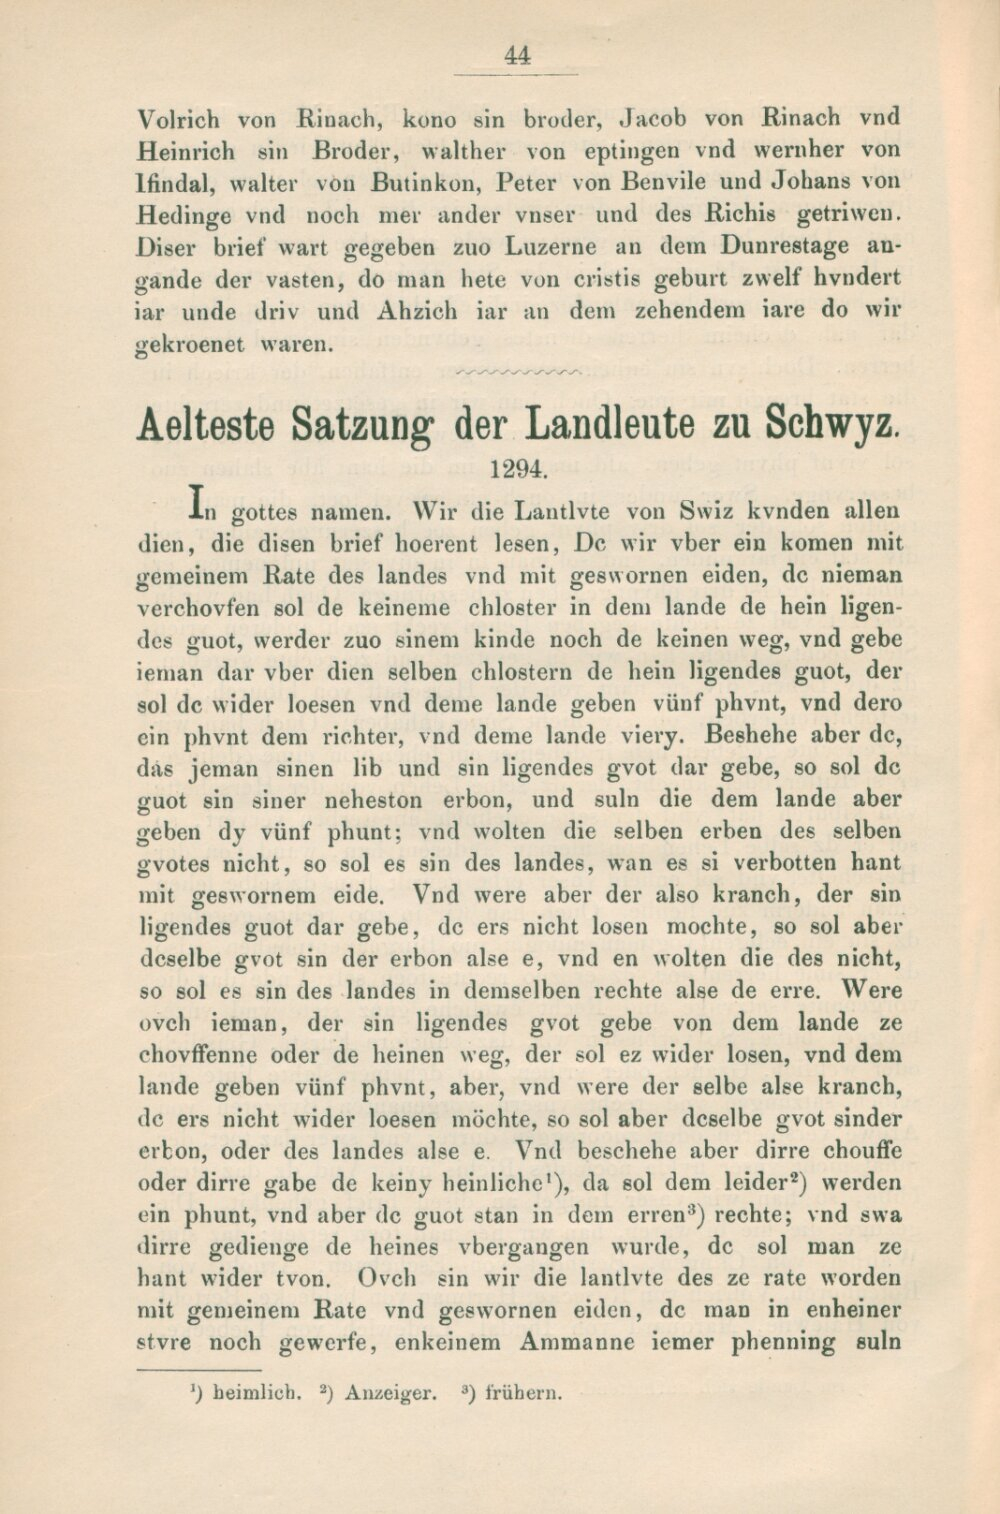 44
Volrich von Rinach, kono sin broder, Jacob von Rinach vnd
Heinrich sin Broder, walther von eptingen vnd wernher von
Ifindal, walter von Butinkon, Peter von Benvile und Johans von
Hedinge vnd noch mer ander vnser und des Richis getriwen.
Diser brief wart gegeben zuo Luzerne an dem Dunrestage an-
gande der vasten, do man hete von cristis geburt zwelf hvndert
iar unde driv und Ahzich iar an dem zehendem iare do wir
gekroenet waren.
Aelteste Satzung der Landleute zu Schwyz.
1294.
In gottes namen. Wir die Lantlvte von Swiz kvnden allen
dien, die disen brief hoerent lesen, Dc wir vber ein komen mit
gemeinem Rate des landes vnd mit geswornen eiden, dc nieman
verchovfen sol de keineme chloster in dem lande de hein ligen-
des guot, werder zuo sinem kinde noch de keinen weg, vnd gebe
ieman dar vber dien selben chlostern de hein ligendes guot, der
sol dc wider loesen vnd deme lande geben vünf phvnt, vnd dero
ein phvnt dem richter, vnd deme lande viery. Beshehe aber dc,
das jeman sinen lib und sin ligendes gvot dar gebe, so sol dc
guot sin siner neheston erbon, und suln die dem lande aber
geben dy vünf phunt; vnd wolten die selben erben des selben
gvotes nicht, so sol es sin des landes, wan es si verbotten hant
mit geswornem eide. Vnd were aber der also kranch, der sin
ligendes guot dar gebe, dc ers nicht losen mochte, so sol aber
dcselbe gvot sin der erbon alse e, vnd en wolten die des nicht,
so sol es sin des landes in demselben rechte alse de erre. Were
ovch ieman, der sin ligendes gvot gebe von dem lande ze
chovffenne oder de heinen weg, der sol ez wider losen, vnd dem
lande geben vünf phvnt, aber, vnd were der selbe alse kranch,
dc ers nicht wider loesen möchte, so sol aber dcselbe gvot sinder
erbon, oder des landes alse e. Vnd beschehe aber dirre chouffe
oder dirre gabe de keiny heinliche¹), da sol dem leider²) werden
ein phunt, vnd aber dc guot stan in dem erren³) rechte; vnd swa
dirre gedienge de heines vbergangen wurde, dc sol man ze
hant wider tvon. Ovch sin wir die lantlvte des ze rate worden
mit gemeinem Rate vnd geswornen eiden, dc man in enheiner
stvre noch gewerfe, enkeinem Ammanne iemer phenning suln
¹) heimlich. ²) Anzeiger. ³) frühern.